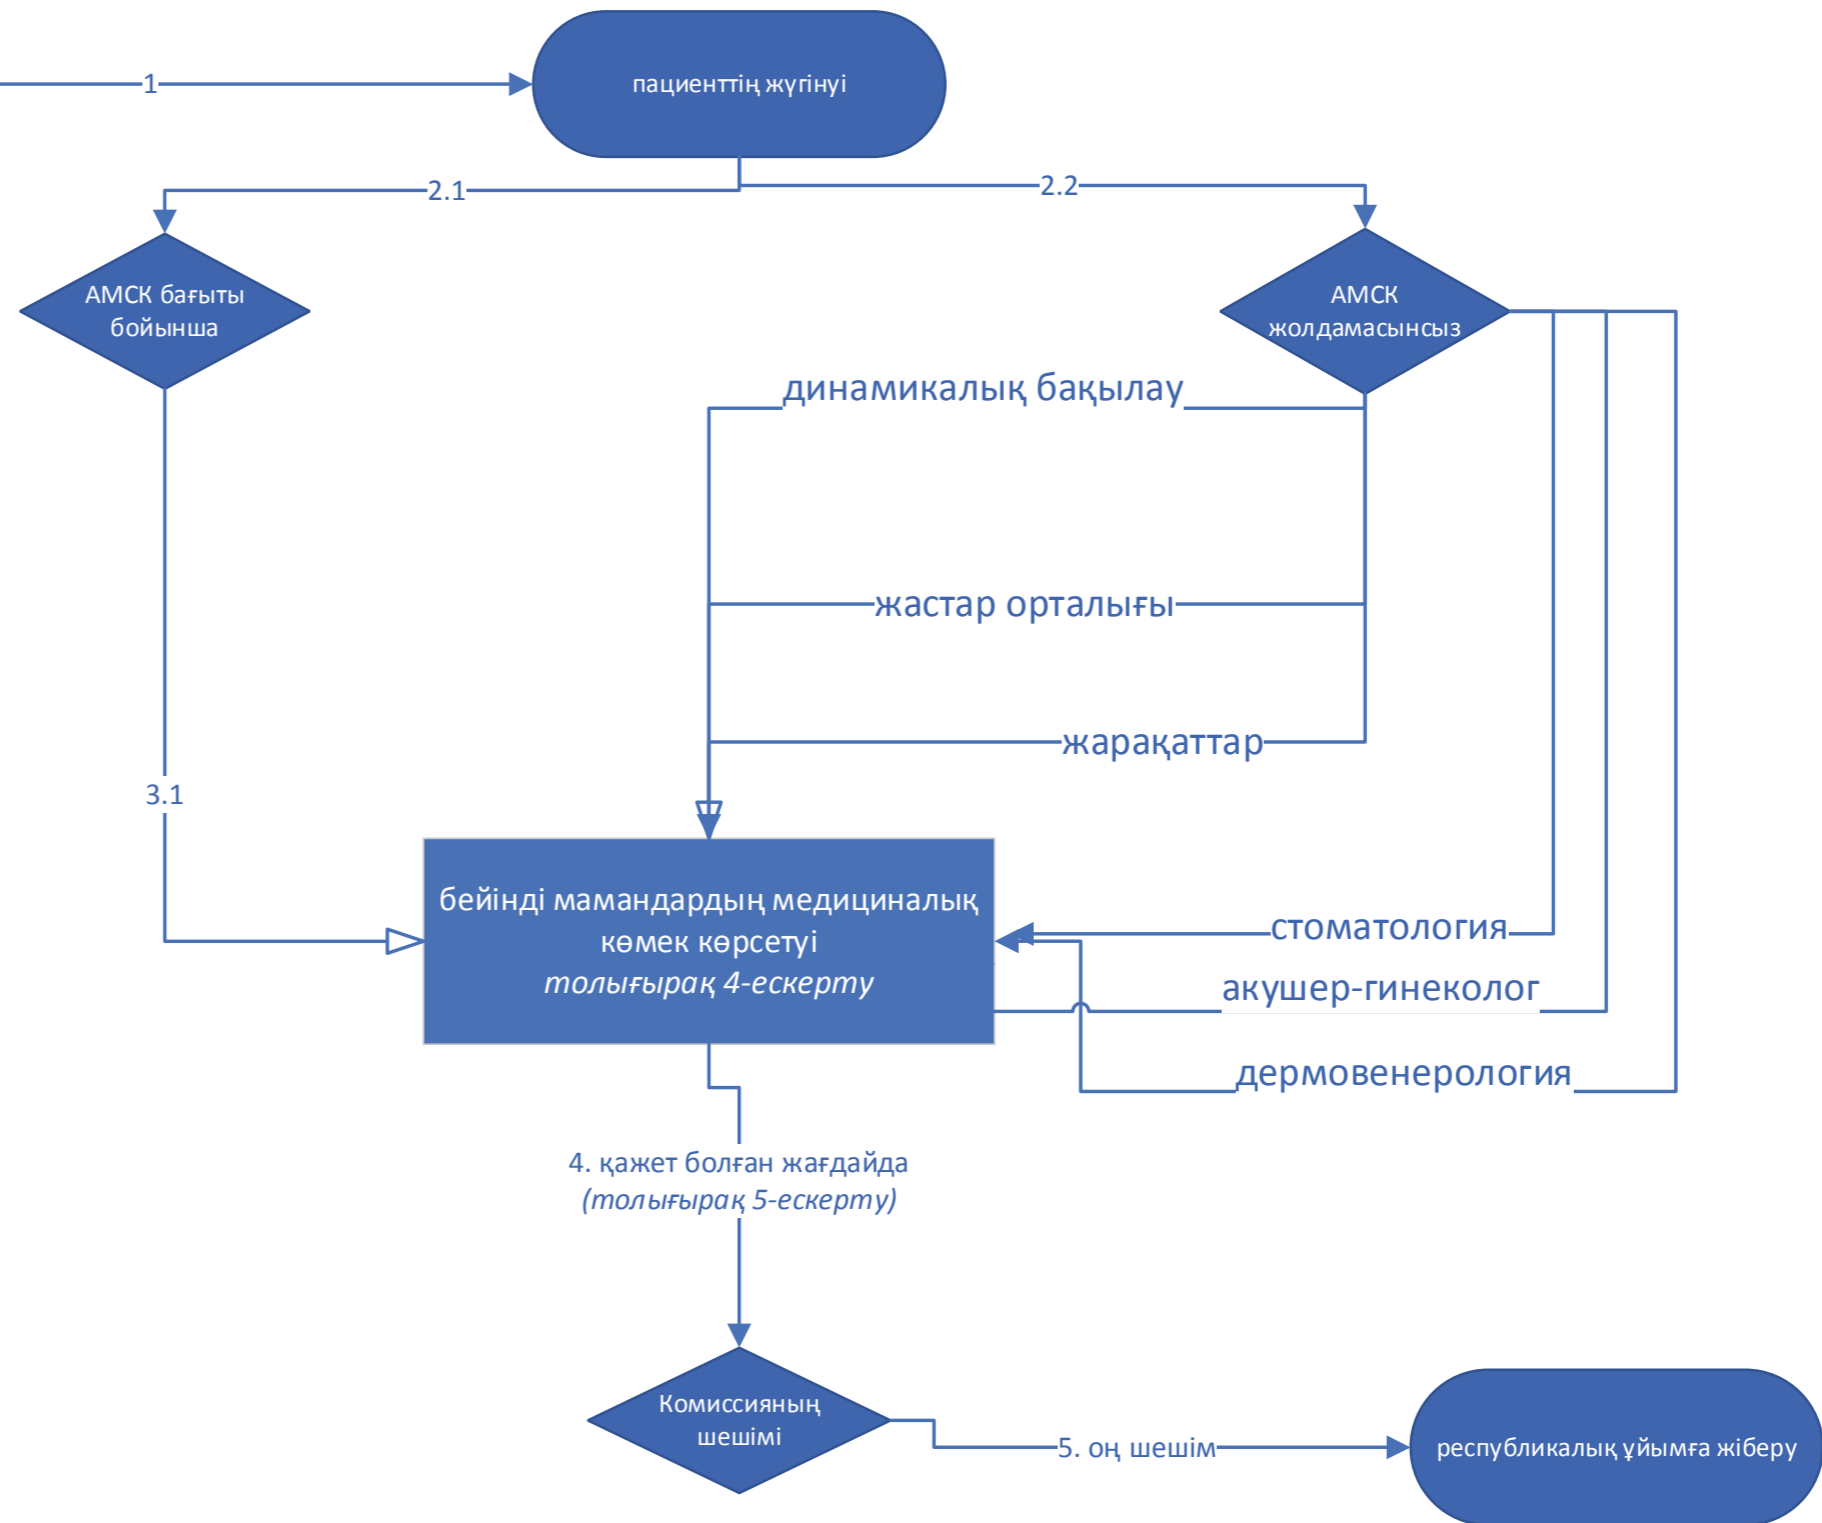 1
пациенттің жүгінуі
2.1
2.2
АМСК бағыты
бойынша
АМСК
жолдамасынсыз
динамикалық бақылау
жастар орталығы
жарақаттар
3.1
бейінді мамандардың медициналық
көмек көрсетуі
толығырақ 4-ескерту
стоматология
акушер-гинеколог
дермовенерология
4. қажет болған жағдайда
(толығырақ 5-ескерту)
Комиссияның
шешімі
5. оң шешім
республикалық ұйымға жіберу